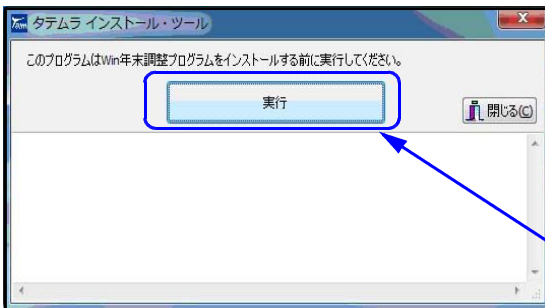 タテムラ インストール・ツール
このプログラムはWin年末調整プログラムをインストールする前に実行してください。
実行
閉じる(C)